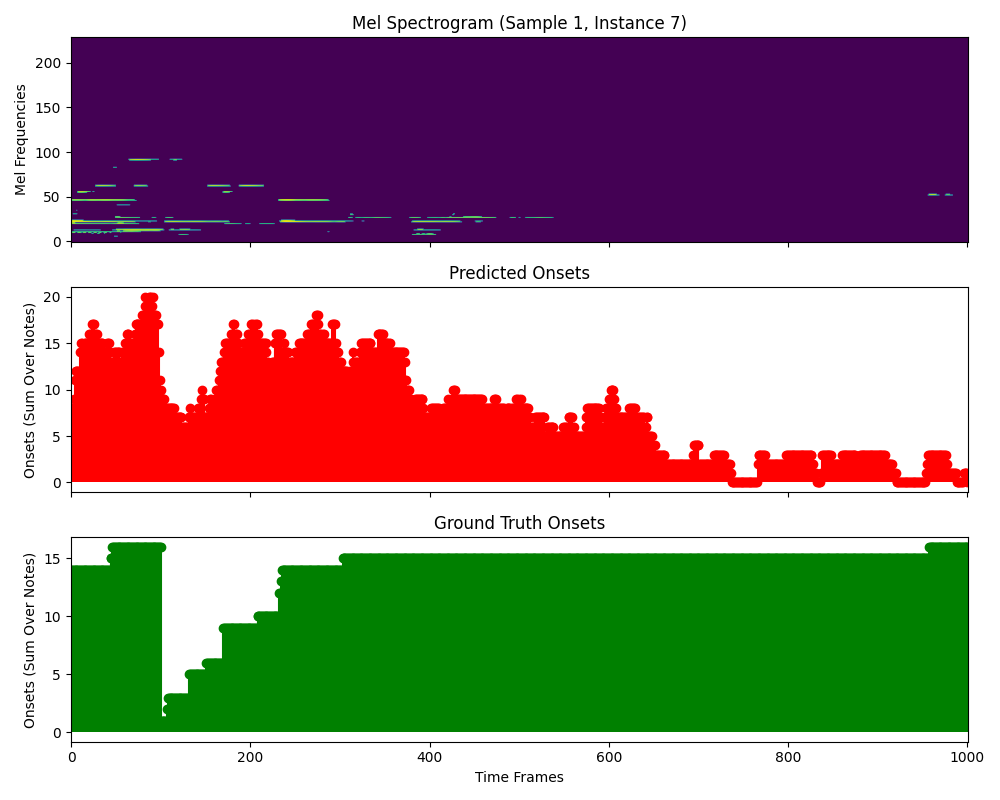 Mel Spectrogram (Sample 1, Instance 7)
Mel Frequencies
200
150
100
50
0
Predicted Onsets
Onsets (Sum Over Notes)
20
15
10
5
0
Ground Truth Onsets
Onsets (Sum Over Notes)
15
10
5
0
0 200 400 600 800 1000
Time Frames